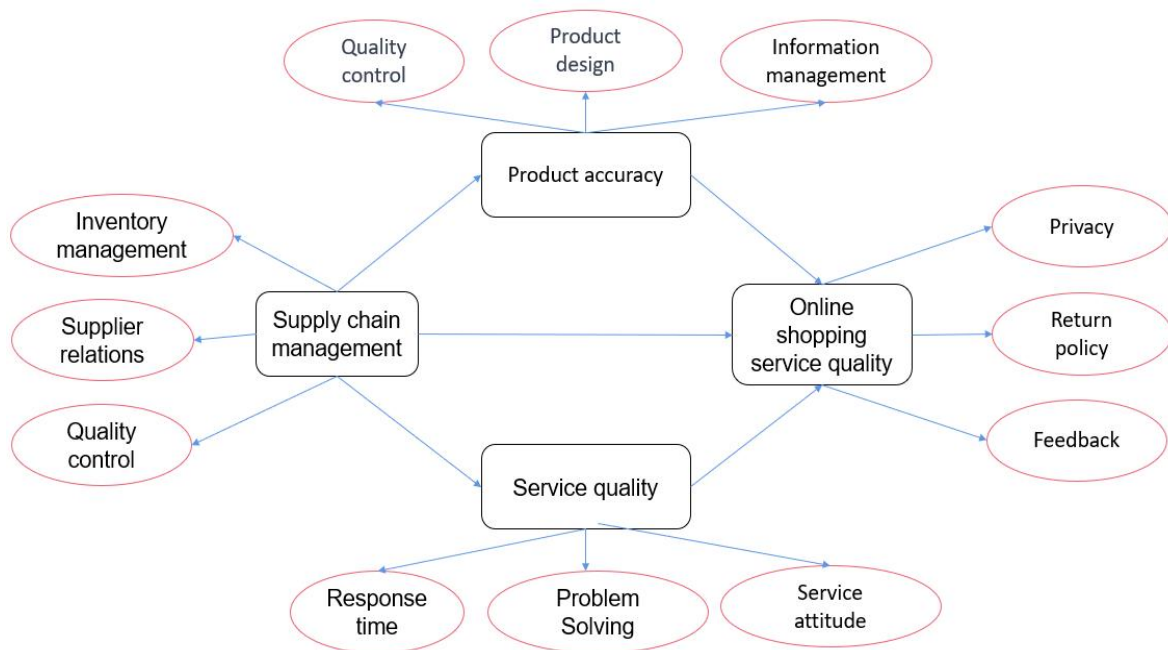 Quality
control
Product
design
Information
management
Product accuracy
Inventory
management
Privacy
Supplier
relations
Supply chain
management
Online
shopping
service quality
Return
policy
Quality
control
Feedback
Service quality
Response
time
Problem
Solving
Service
attitude